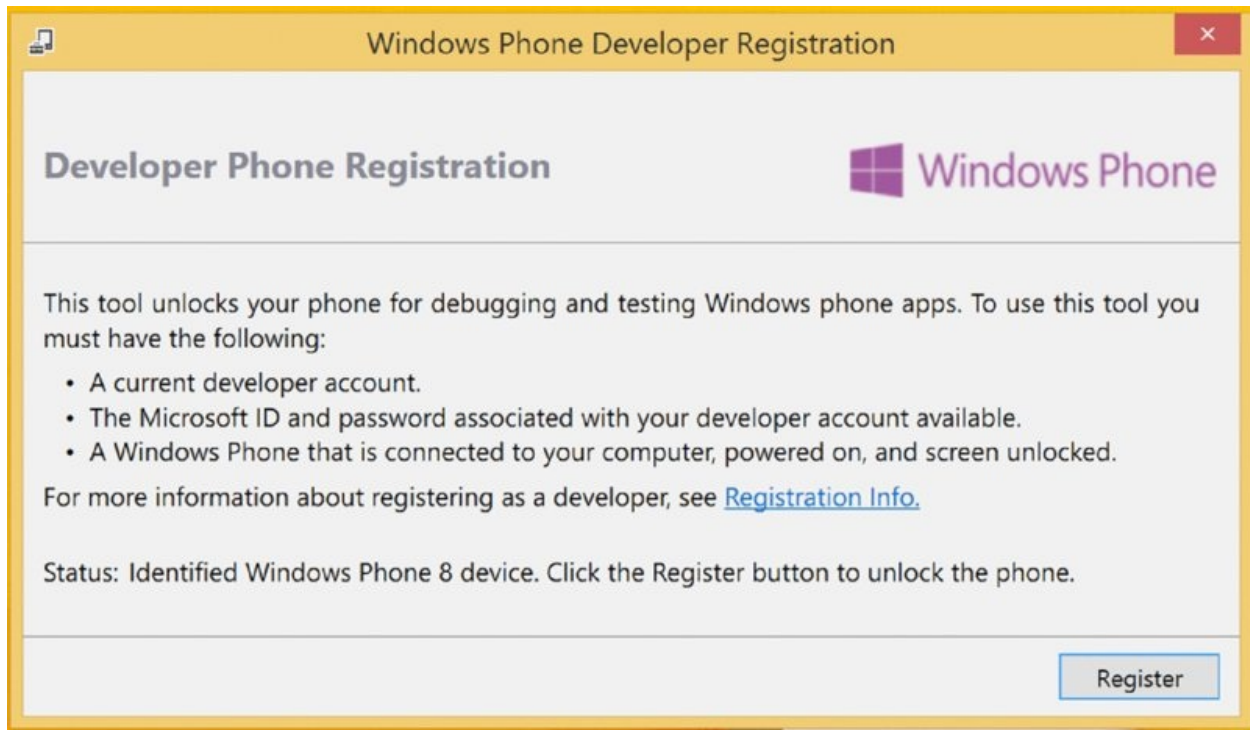 Windows Phone Developer Registration
Developer Phone Registration
Windows Phone
This tool unlocks your phone for debugging and testing Windows phone apps. To use this tool you
must have the following:
• A current developer account.
• The Microsoft ID and password associated with your developer account available.
• A Windows Phone that is connected to your computer, powered on, and screen unlocked.
For more information about registering as a developer, see Registration Info.
Status: Identified Windows Phone 8 device. Click the Register button to unlock the phone.
Register